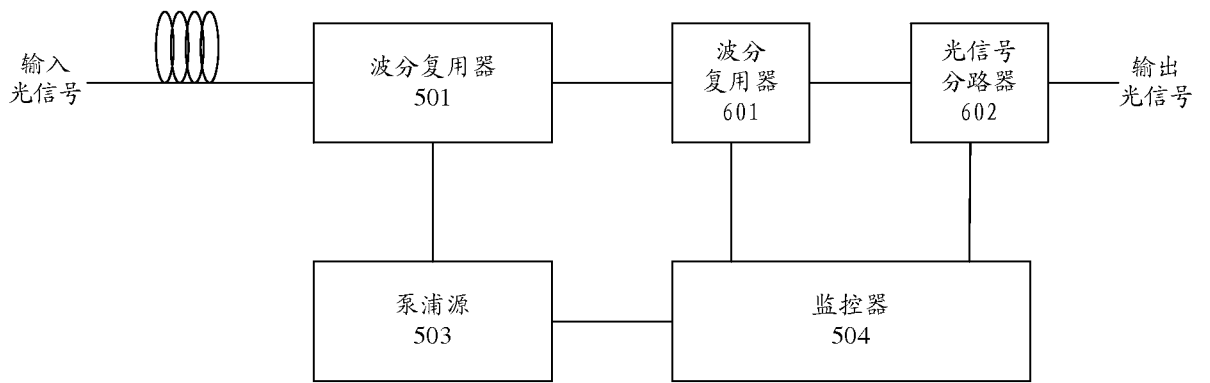 输入
光信号
波分复用器
501
波分
复用器
601
光信号
分路器
602
输出
光信号
泵浦源
503
监控器
504